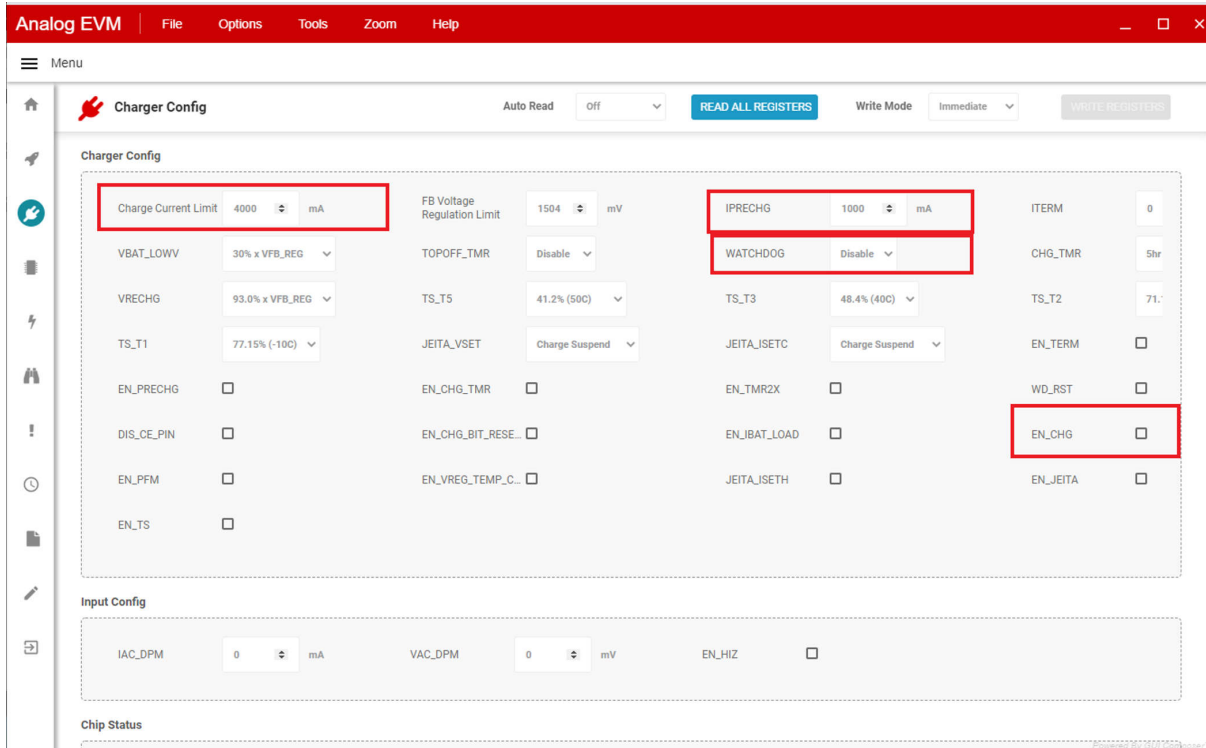 Analog EVM File Options Tools Zoom Help
Menu
Charger Config Auto Read Off READ ALL REGISTERS Write Mode Immediate WRITE REGISTERS
Charger Config
Charge Current Limit 4000 mA FB Voltage Regulation Limit 1504 mV IPRECHG 1000 mA ITERM 0
VBAT_LOWV 30% x VFB_REG TOPOFF_TMR Disable WATCHDOG Disable CHG_TMR 5hr
VRECHG 93.0% x VFB_REG TS_T5 41.2% (50C) TS_T3 48.4% (40C) TS_T2 71.
TS_T1 77.15% (-10C) JEITA_VSET Charge Suspend JEITA_ISETC Charge Suspend EN_TERM
EN_PRECHG EN_CHG_TMR EN_TMR2X WD_RST
DIS_CE_PIN EN_CHG_BIT_RESE... EN_IBAT_LOAD EN_CHG
EN_PFM EN_VREG_TEMP_C... JEITA_ISETH EN_JEITA
EN_TS
Input Config
IAC_DPM 0 mA VAC_DPM 0 mV EN_HIZ
Chip Status
Powered By GUI Composer